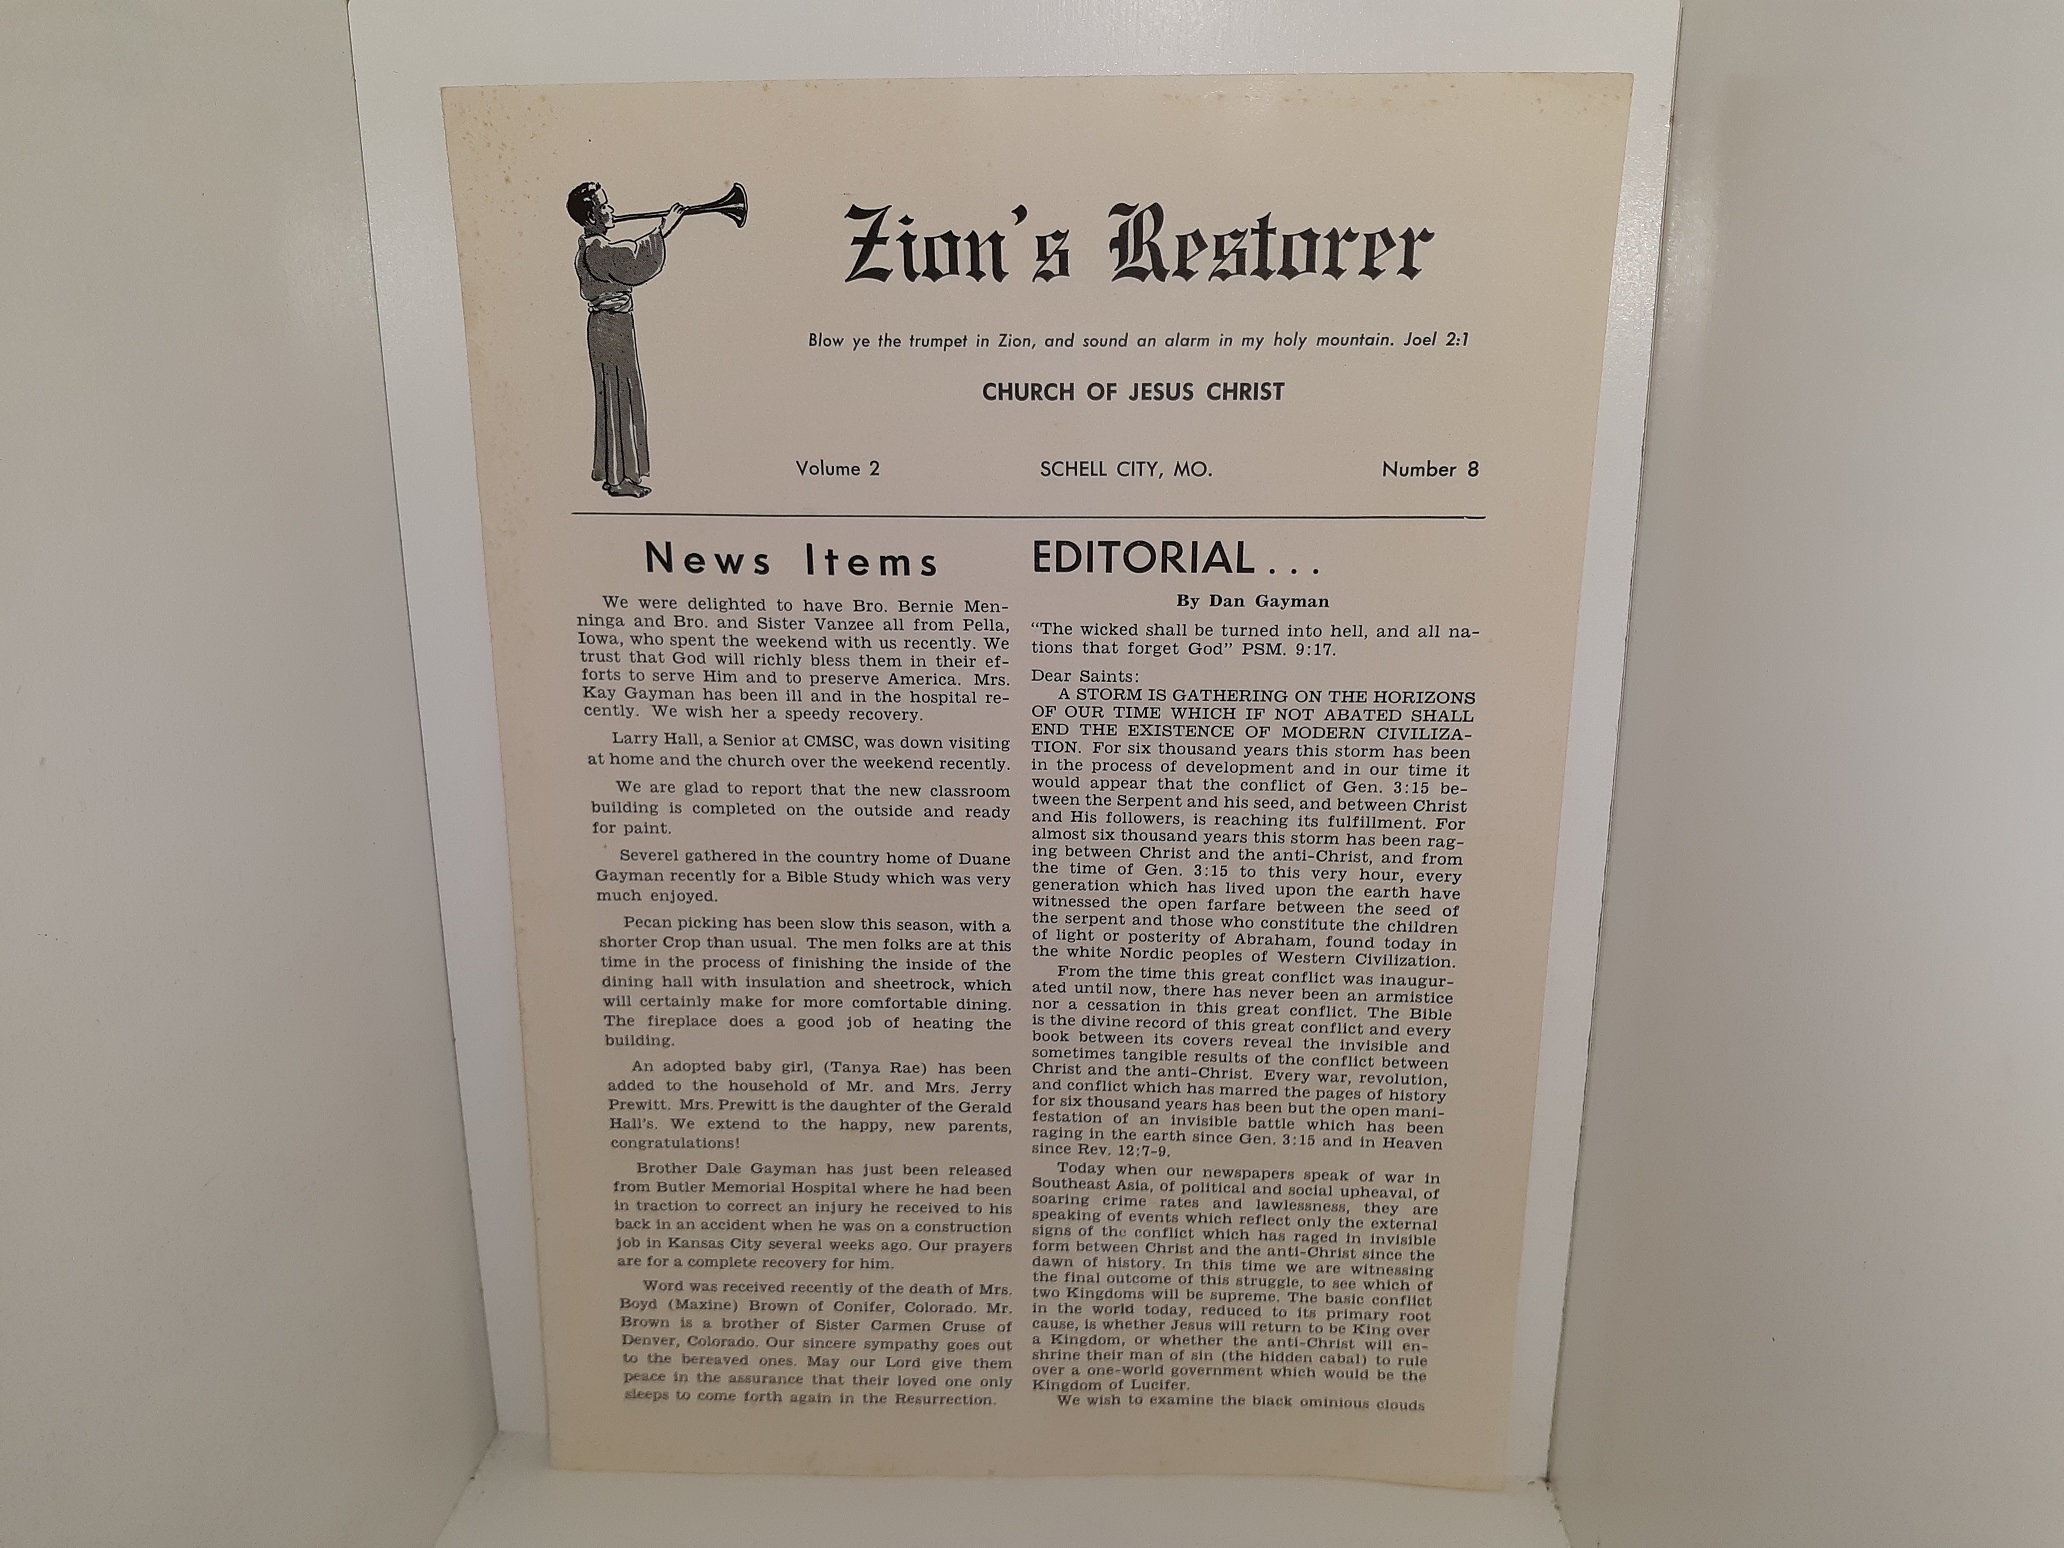 Zion's Restorer
Blow ye the trumpet in Zion, and sound an alarm in my holy mountain. Joel 2:1
CHURCH OF JESUS CHRIST
Volume 2 SCHELL CITY, MO. Number 8
News Items
We were delighted to have Bro. Bernie Men-
ninga and Bro. and Sister Vanzee all from Pella,
Iowa, who spent the weekend with us recently. We
trust that God will richly bless them in their ef-
forts to serve Him and to preserve America. Mrs.
Kay Gayman has been ill and in the hospital re-
cently. We wish her a speedy recovery.
Larry Hall, a Senior at CMSC, was down visiting
at home and the church over the weekend recently.
We are glad to report that the new classroom
building is completed on the outside and ready
for paint.
Severel gathered in the country home of Duane
Gayman recently for a Bible Study which was very
much enjoyed.
Pecan picking has been slow this season, with a
shorter Crop than usual. The men folks are at this
time in the process of finishing the inside of the
dining hall with insulation and sheetrock, which
will certainly make for more comfortable dining.
The fireplace does a good job of heating the
building.
An adopted baby girl, (Tanya Rae) has been
added to the household of Mr. and Mrs. Jerry
Prewitt. Mrs. Prewitt is the daughter of the Gerald
Hall's. We extend to the happy, new parents,
congratulations!
Brother Dale Gayman has just been released
from Butler Memorial Hospital where he had been
in traction to correct an injury he received to his
back in an accident when he was on a construction
job in Kansas City several weeks ago. Our prayers
are for a complete recovery for him.
Word was received recently of the death of Mrs.
Boyd (Maxine) Brown of Conifer, Colorado. Mr.
Brown is a brother of Sister Carmen Cruse of
Denver, Colorado. Our sincere sympathy goes out
to the bereaved ones. May our Lord give them
peace in the assurance that their loved one only
sleeps to come forth again in the Resurrection.
EDITORIAL...
By Dan Gayman
"The wicked shall be turned into hell, and all na-
tions that forget God" PSM. 9:17.
Dear Saints:
A STORM IS GATHERING ON THE HORIZONS
OF OUR TIME WHICH IF NOT ABATED SHALL
END THE EXISTENCE OF MODERN CIVILIZA-
TION. For six thousand years this storm has been
in the process of development and in our time it
would appear that the conflict of Gen. 3:15 be-
tween the Serpent and his seed, and between Christ
and His followers, is reaching its fulfillment. For
almost six thousand years this storm has been rag-
ing between Christ and the anti-Christ, and from
the time of Gen. 3:15 to this very hour, every
generation which has lived upon the earth have
witnessed the open farfare between the seed of
the serpent and those who constitute the children
of light or posterity of Abraham, found today in
the white Nordic peoples of Western Civilization.
From the time this great conflict was inaugur-
ated until now, there has never been an armistice
nor a cessation in this great conflict. The Bible
is the divine record of this great conflict and every
book between its covers reveal the invisible and
sometimes tangible results of the conflict between
Christ and the anti-Christ. Every war, revolution,
and conflict which has marred the pages of history
for six thousand years has been but the open mani-
festation of an invisible battle which has been
raging in the earth since Gen. 3:15 and in Heaven
since Rev. 12:7-9.
Today when our newspapers speak of war in
Southeast Asia, of political and social upheaval, of
soaring crime rates and lawlessness, they are
speaking of events which reflect only the external
signs of the conflict which has raged in invisible
form between Christ and the anti-Christ since the
dawn of history. In this time we are witnessing
the final outcome of this struggle, to see which of
two Kingdoms will be supreme. The basic conflict
in the world today, reduced to its primary root
cause, is whether Jesus will return to be King over
a Kingdom, or whether the anti-Christ will en-
shrine their man of sin (the hidden cabal) to rule
over a one-world government which would be the
Kingdom of Lucifer.
We wish to examine the black ominious clouds